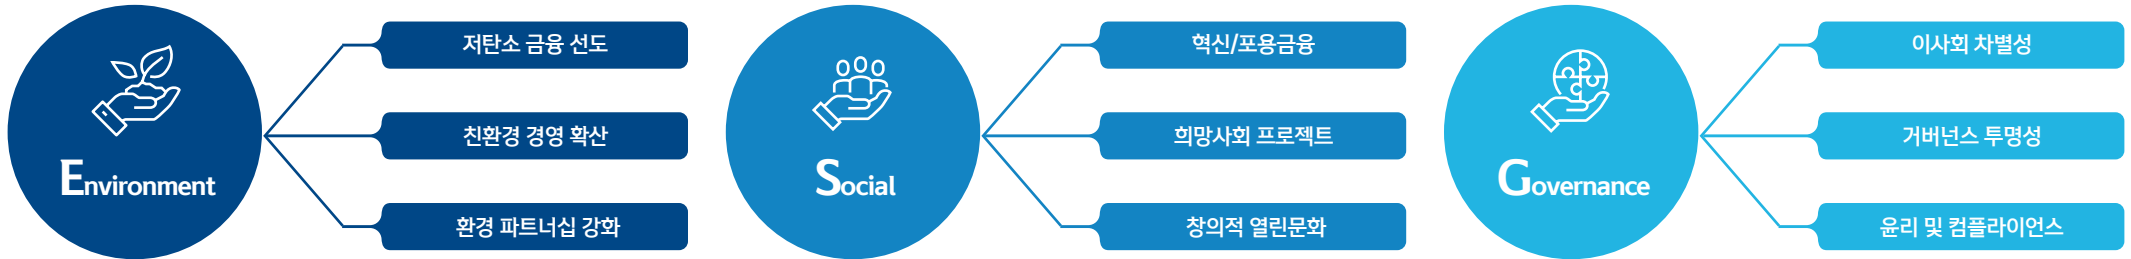 Environment
저탄소 금융 선도
친환경 경영 확산
환경 파트너십 강화
Social
혁신/포용금융
희망사회 프로젝트
창의적 열린문화
Governance
이사회 차별성
거버넌스 투명성
윤리 및 컴플라이언스